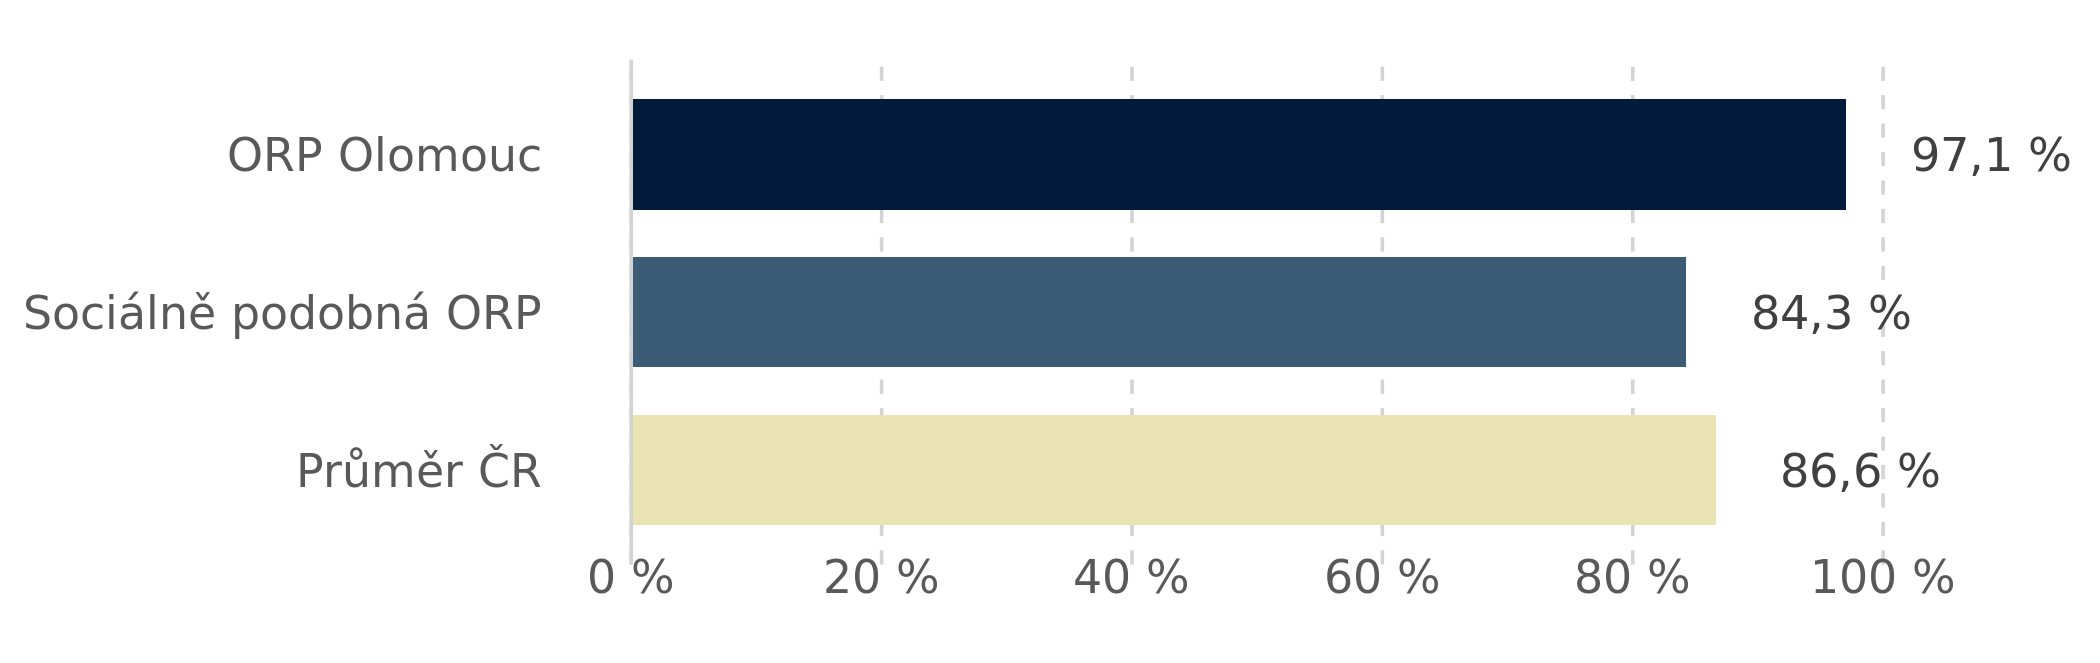 ORP Olomouc 97,1 %
Sociálně podobná ORP 84,3 %
Průměr ČR 86,6 %
0 % 20 % 40 % 60 % 80 % 100 %